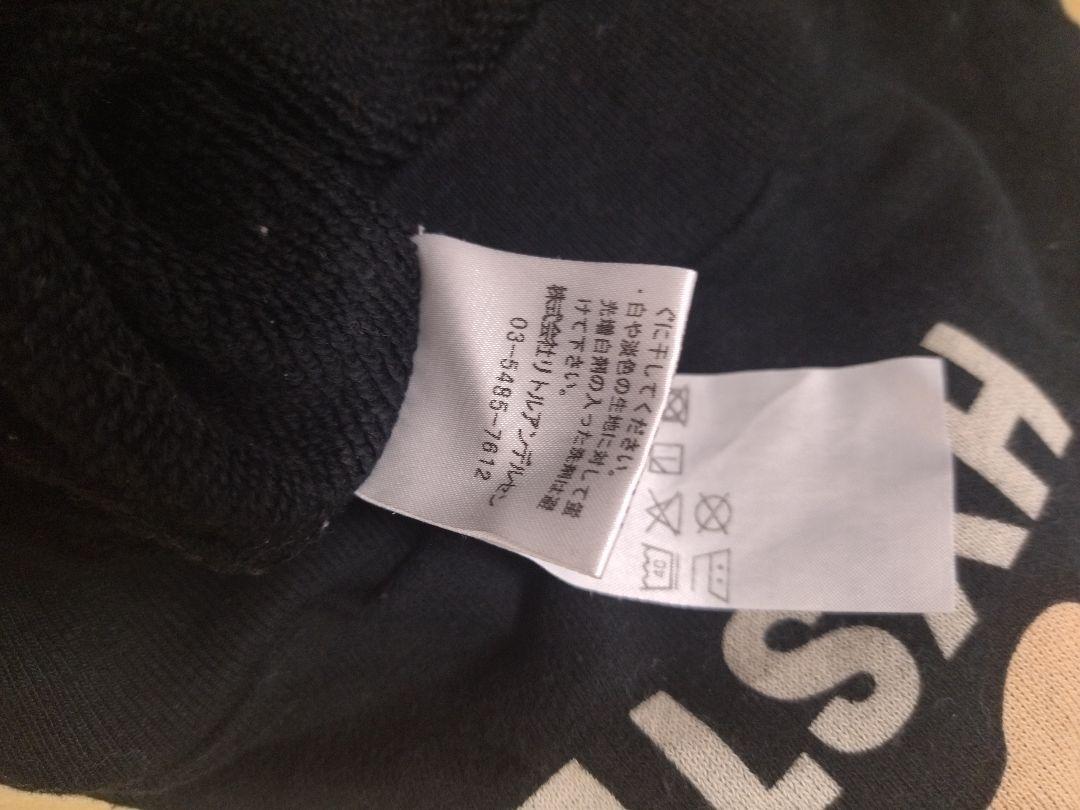 ぐに干してください。
・白や淡色の生地に対して蛍
光増白剤の入った洗剤は避
けて下さい。
株式会社リトルアンデルセン
03-5485-7612
40
HYST